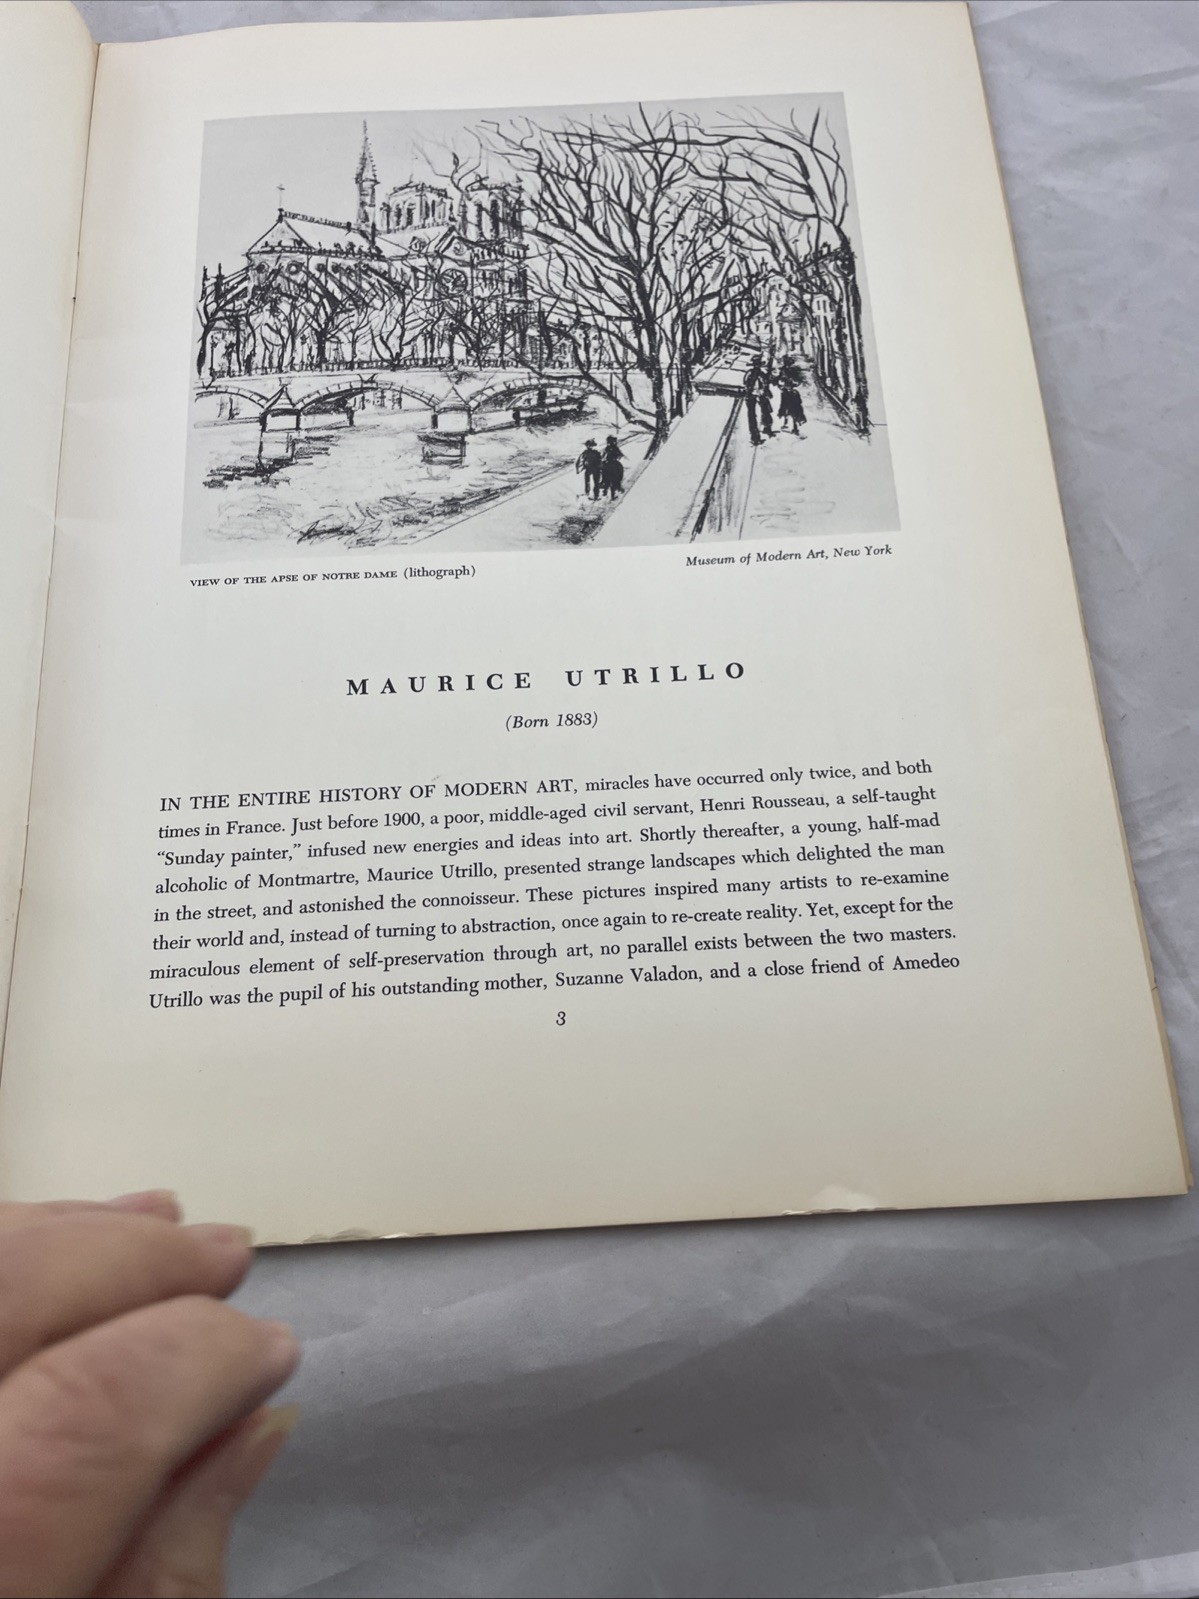 VIEW OF THE APSE OF NOTRE DAME (lithograph)
Museum of Modern Art, New York
MAURICE UTRILLO
(Born 1883)
IN THE ENTIRE HISTORY OF MODERN ART, miracles have occurred only twice, and both
times in France. Just before 1900, a poor, middle-aged civil servant, Henri Rousseau, a self-taught
“Sunday painter,” infused new energies and ideas into art. Shortly thereafter, a young, half-mad
alcoholic of Montmartre, Maurice Utrillo, presented strange landscapes which delighted the man
in the street, and astonished the connoisseur. These pictures inspired many artists to re-examine
their world and, instead of turning to abstraction, once again to re-create reality. Yet, except for the
miraculous element of self-preservation through art, no parallel exists between the two masters.
Utrillo was the pupil of his outstanding mother, Suzanne Valadon, and a close friend of Amedeo
3